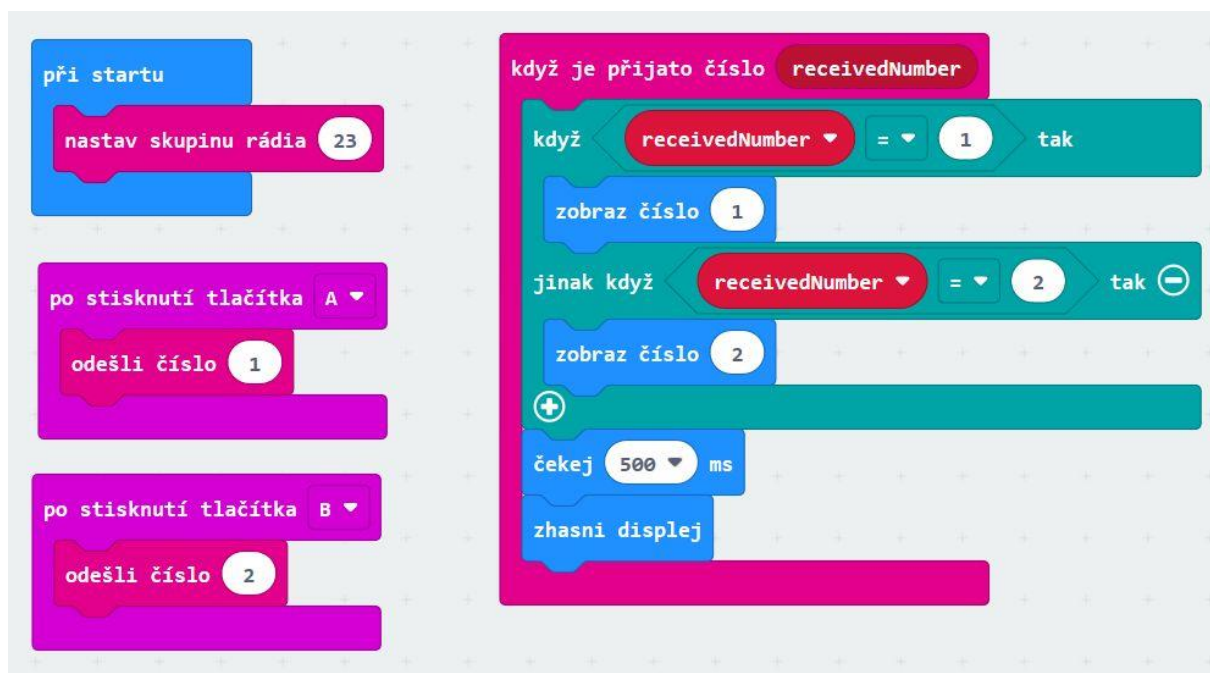 při startu
nastav skupinu rádia 23
po stisknutí tlačítka A
odešli číslo 1
po stisknutí tlačítka B
odešli číslo 2
když je přijato číslo receivedNumber
když receivedNumber = 1 tak
zobraz číslo 1
jinak když receivedNumber = 2 tak
zobraz číslo 2
čekej 500 ms
zhasni displej